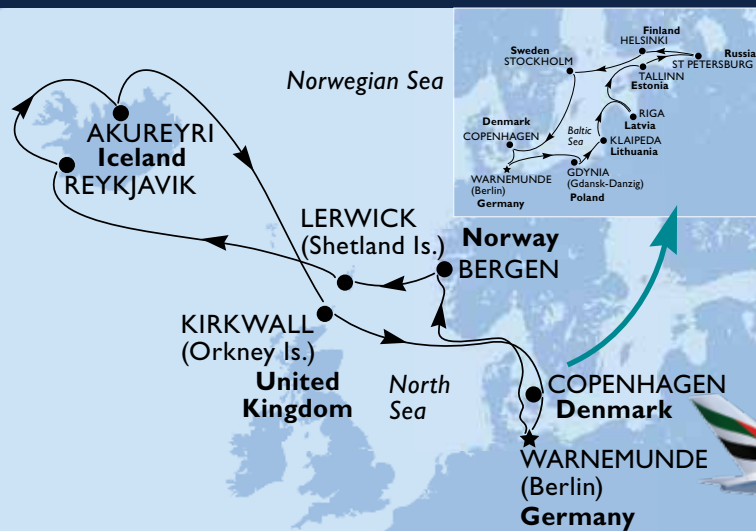 Norwegian Sea
AKUREYRI
Iceland
REYKJAVIK
LERWICK
(Shetland Is.)
Norway
BERGEN
KIRKWALL
(Orkney Is.)
United
Kingdom
North
Sea
COPENHAGEN
Denmark
WARNEMUNDE
(Berlin)
Germany
Finland
HELSINKI
Russia
ST PETERSBURG
Sweden
STOCKHOLM
TALLINN
Estonia
RIGA
Latvia
Denmark
COPENHAGEN
Baltic
Sea
KLAIPEDA
Lithuania
WARNEMUNDE
(Berlin)
Germany
GDYNIA
(Gdansk-Danzig)
Poland